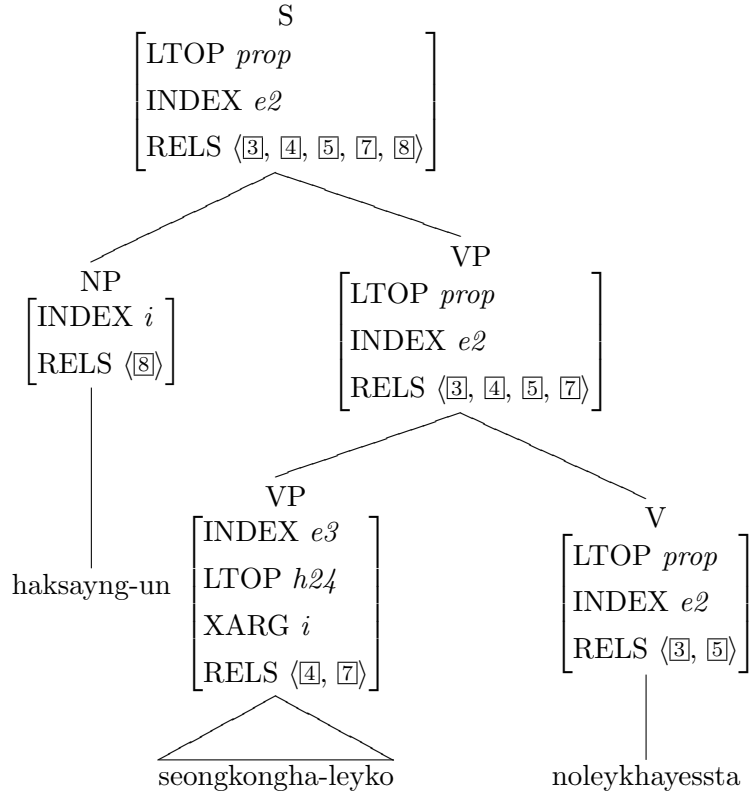 S
LTOP prop
INDEX e2
RELS ⟨3, 4, 5, 7, 8⟩
NP
INDEX i
RELS ⟨8⟩
VP
LTOP prop
INDEX e2
RELS ⟨3, 4, 5, 7⟩
haksayng-un
VP
INDEX e3
LTOP h24
XARG i
RELS ⟨4, 7⟩
V
LTOP prop
INDEX e2
RELS ⟨3, 5⟩
seongkongha-leyko
noleykhayessta